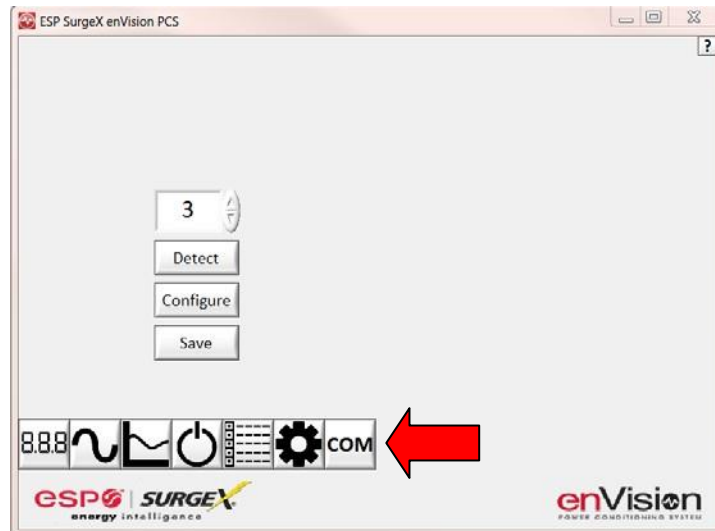 ESP SurgeX enVision PCS
?
3
Detect
Configure
Save
8.8.8
COM
ESP | SURGEX
energy intelligence
enVision
POWER CONDITIONING SYSTEM